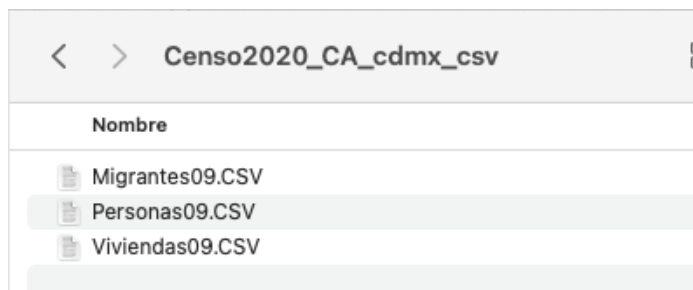 Censo2020_CA_cdmx_csv
Nombre
Migrantes09.CSV
Personas09.CSV
Viviendas09.CSV